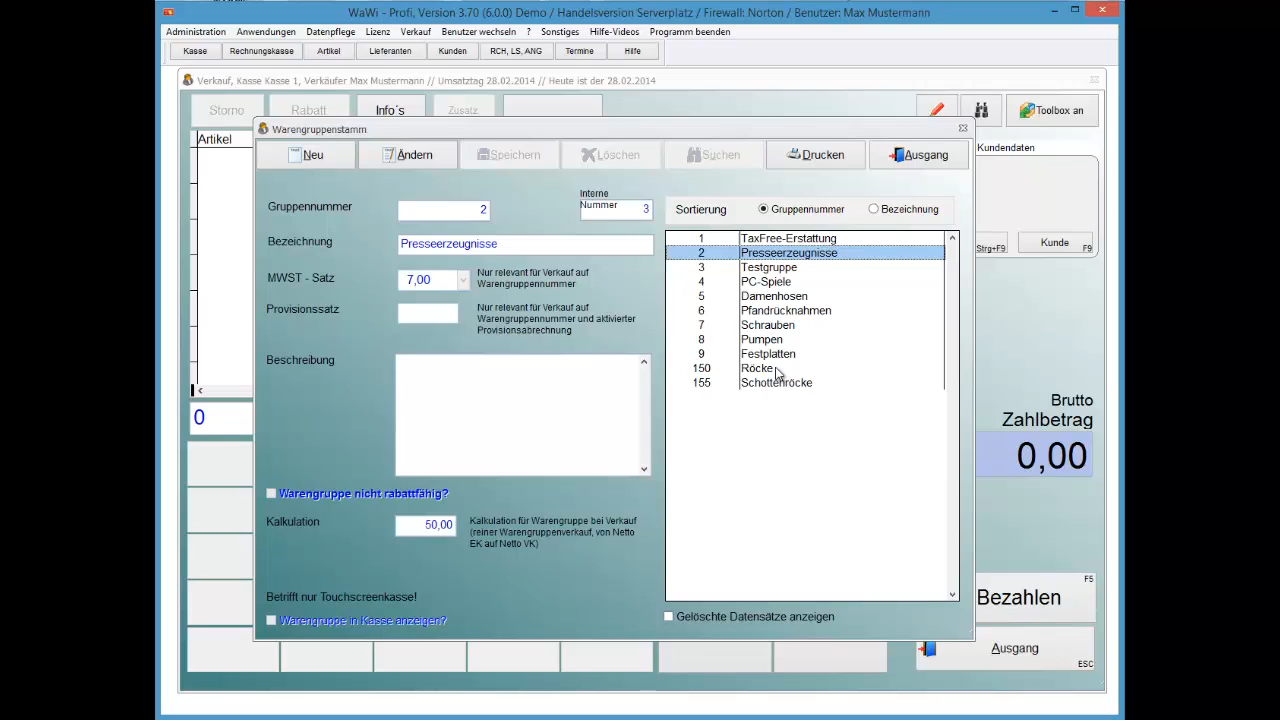 WaWi - Profi, Version 3.70 (6.0.0) Demo / Handelsversion Serverplatz / Firewall: Norton / Benutzer: Max Mustermann
Administration Anwendungen Datenpflege Lizenz Verkauf Benutzer wechseln ? Sonstiges Hilfe-Videos Programm beenden
Kasse Rechnungskasse Artikel Lieferanten Kunden RCH, LS, ANG Termine Hilfe
Verkauf, Kasse Kasse 1, Verkäufer Max Mustermann // Umsatztag 28.02.2014 // Heute ist der 28.02.2014
Storno Rabatt Info´s Zusatz Toolbox an
Artikel
Kundendaten
Strg+F9 Kunde F9
Warengruppenstamm
Neu Ändern Speichern Löschen Suchen Drucken Ausgang
Gruppennummer 2
Interne
Nummer 3
Sortierung Gruppennummer Bezeichnung
Bezeichnung Presseerzeugnisse
MWST - Satz 7,00
Nur relevant für Verkauf auf
Warengruppennummer
Provisionssatz
Nur relevant für Verkauf auf
Warengruppennummer und aktivierter
Provisionsabrechnung
Beschreibung
1 TaxFree-Erstattung
2 Presseerzeugnisse
3 Testgruppe
4 PC-Spiele
5 Damenhosen
6 Pfandrücknahmen
7 Schrauben
8 Pumpen
9 Festplatten
150 Röcke
155 Schottenröcke
Warengruppe nicht rabattfähig?
Kalkulation 50,00
Kalkulation für Warengruppe bei Verkauf
(reiner Warengruppenverkauf, von Netto
EK auf Netto VK)
Betrifft nur Touchscreenkasse!
Warengruppe in Kasse anzeigen?
Gelöschte Datensätze anzeigen
0
Brutto
Zahlbetrag
0,00
Bezahlen F5
Ausgang ESC